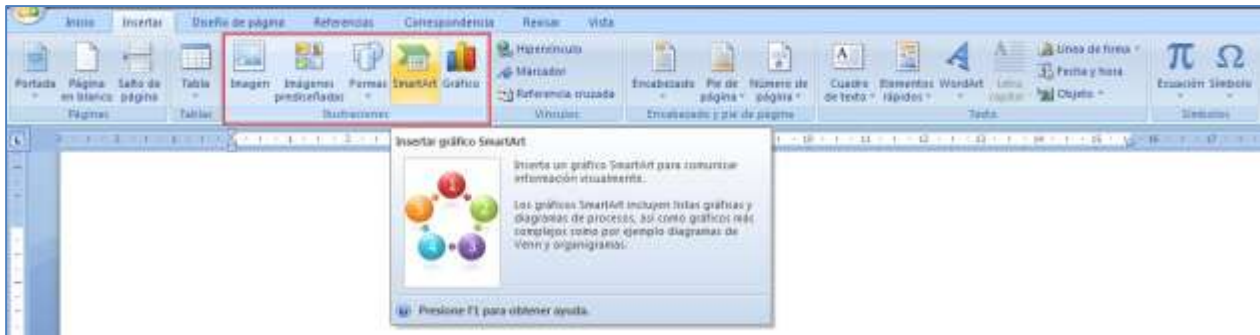 Inicio Insertar Diseño de página Referencias Correspondencia Revisar Vista
Portada Página en blanco Salto de página Tabla Imagen Imágenes prediseñadas Formas SmartArt Gráfico
Hipervínculo
Marcador
Referencia cruzada
Encabezado Pie de página Número de página Cuadro de texto Elementos rápidos WordArt Letra capital
Línea de firma
Fecha y hora
Objeto
Ecuación Símbolo
Páginas Tablas Ilustraciones Vínculos Encabezado y pie de página Texto Símbolos
Insertar gráfico SmartArt
Inserta un gráfico SmartArt para comunicar
información visualmente.
Los gráficos SmartArt incluyen listas gráficas y
diagramas de procesos, así como gráficos más
complejos como por ejemplo diagramas de
Venn y organigramas.
Presione F1 para obtener ayuda.